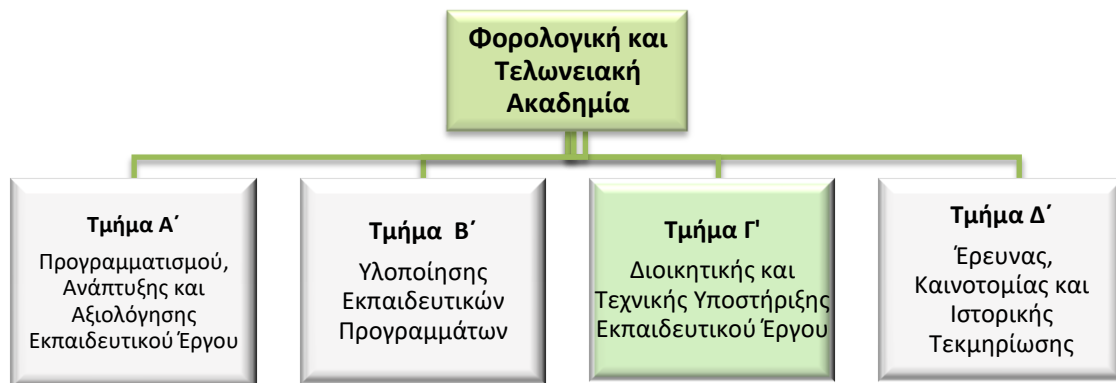 Φορολογική και
Τελωνειακή
Ακαδημία
Τμήμα Α΄
Προγραμματισμού,
Ανάπτυξης και
Αξιολόγησης
Εκπαιδευτικού Έργου
Τμήμα Β΄
Υλοποίησης
Εκπαιδευτικών
Προγραμμάτων
Τμήμα Γ'
Διοικητικής και
Τεχνικής Υποστήριξης
Εκπαιδευτικού Έργου
Τμήμα Δ΄
Έρευνας,
Καινοτομίας και
Ιστορικής
Τεκμηρίωσης